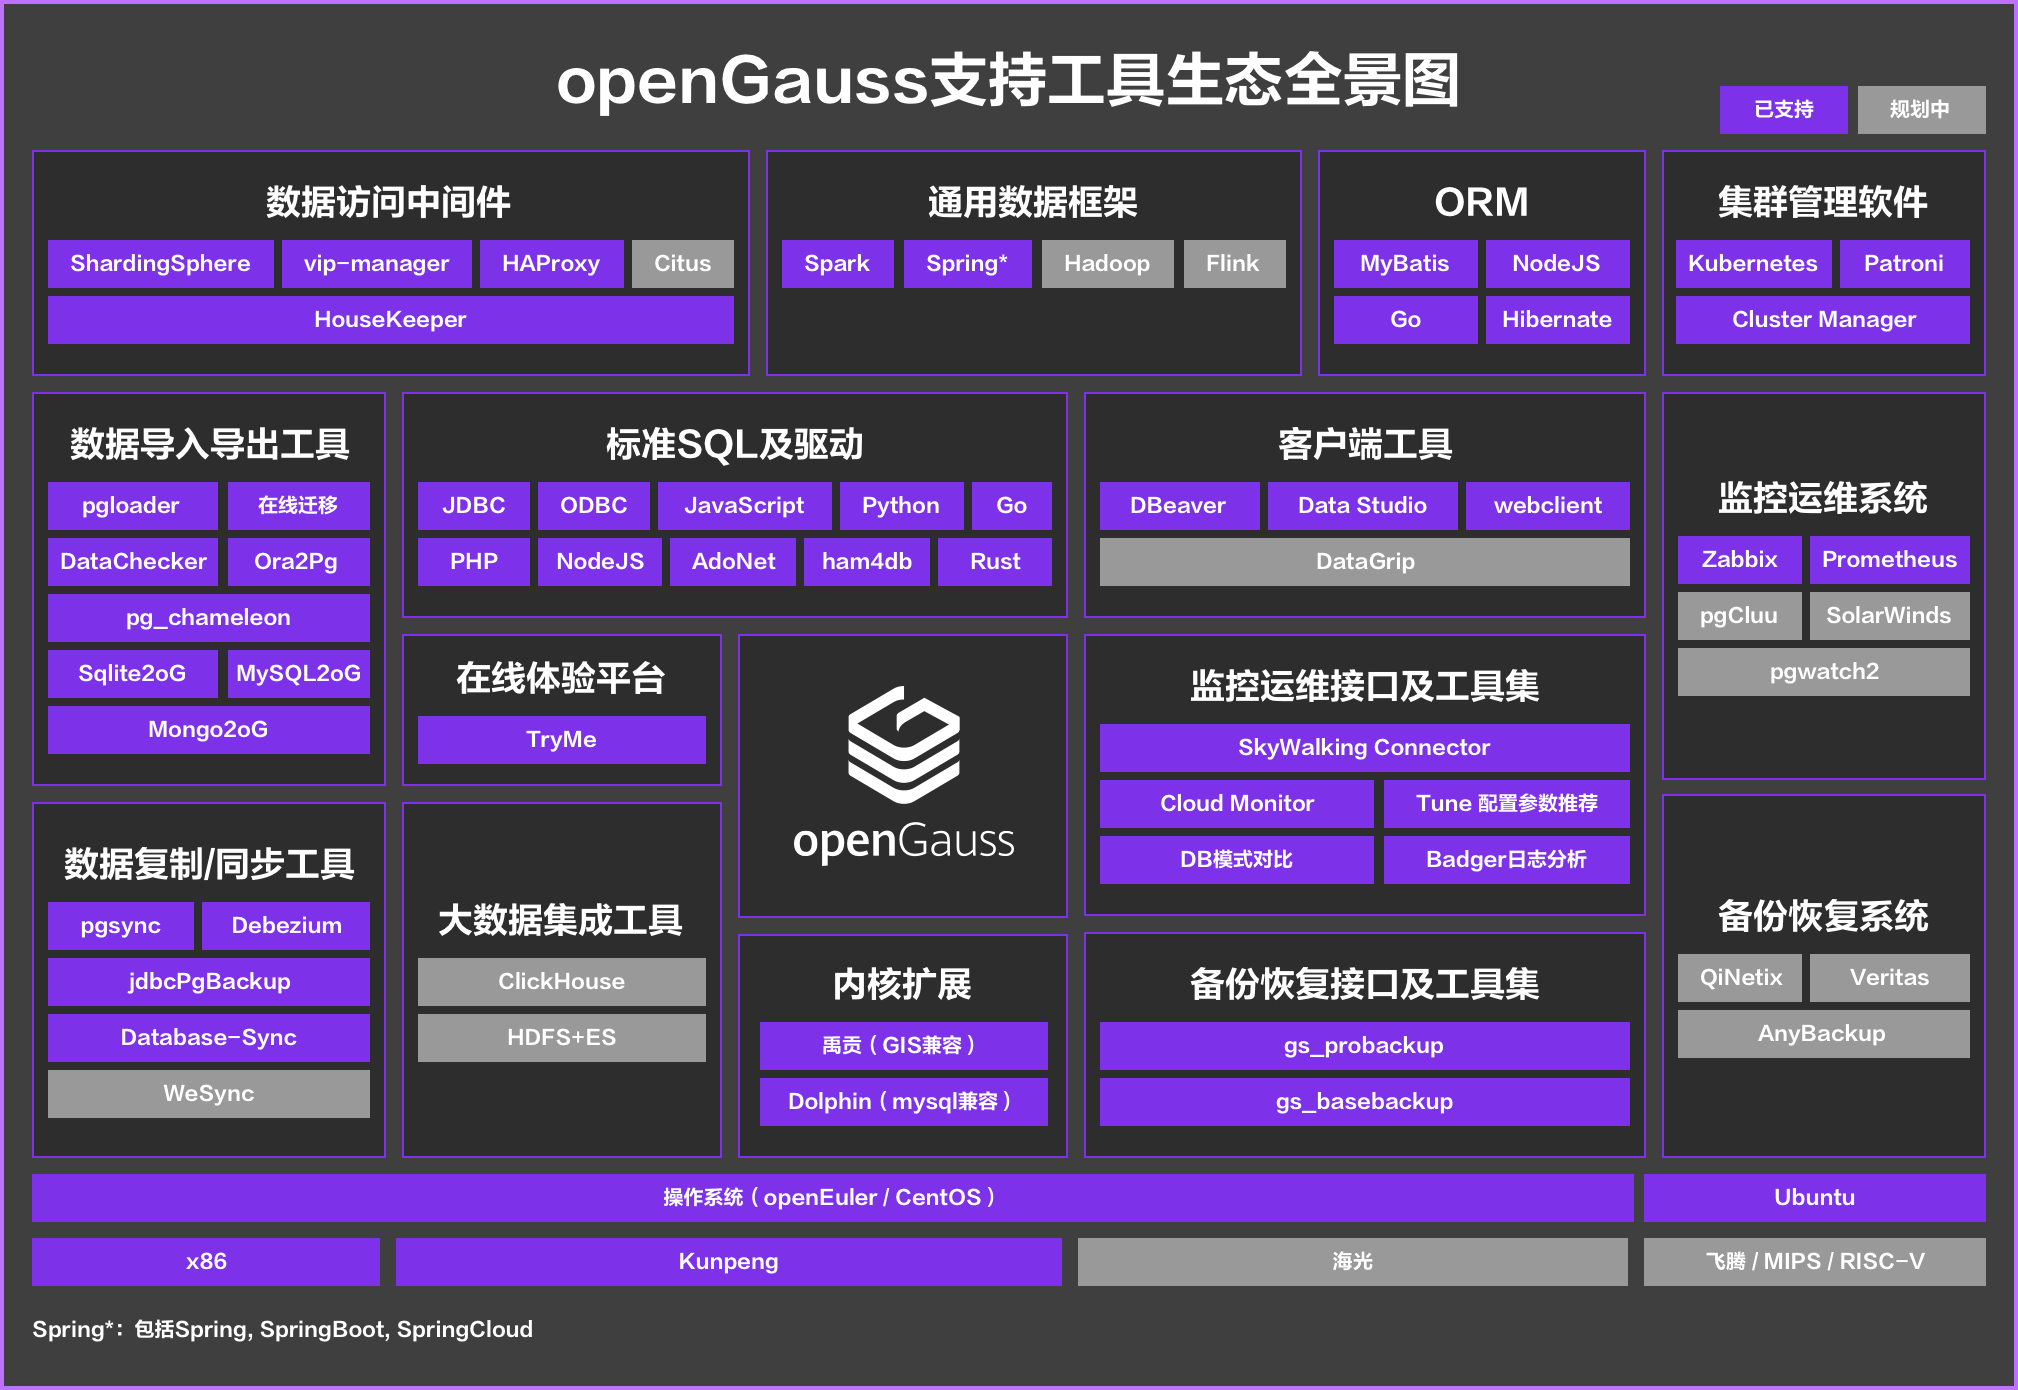 openGauss支持工具生态全景图
已支持
规划中
数据访问中间件
ShardingSphere
vip-manager
HAProxy
Citus
HouseKeeper
通用数据框架
Spark
Spring*
Hadoop
Flink
ORM
MyBatis
NodeJS
Go
Hibernate
集群管理软件
Kubernetes
Patroni
Cluster Manager
数据导入导出工具
pgloader
在线迁移
DataChecker
Ora2Pg
pg_chameleon
Sqlite2oG
MySQL2oG
Mongo2oG
标准SQL及驱动
JDBC
ODBC
JavaScript
Python
Go
PHP
NodeJS
AdoNet
ham4db
Rust
客户端工具
DBeaver
Data Studio
webclient
DataGrip
监控运维系统
Zabbix
Prometheus
pgCluu
SolarWinds
pgwatch2
在线体验平台
TryMe
openGauss
监控运维接口及工具集
SkyWalking Connector
Cloud Monitor
Tune 配置参数推荐
DB模式对比
Badger日志分析
数据复制/同步工具
pgsync
Debezium
jdbcPgBackup
Database-Sync
WeSync
大数据集成工具
ClickHouse
HDFS+ES
内核扩展
禹贡（GIS兼容）
Dolphin（mysql兼容）
备份恢复接口及工具集
gs_probackup
gs_basebackup
备份恢复系统
QiNetix
Veritas
AnyBackup
操作系统（openEuler / CentOS）
Ubuntu
x86
Kunpeng
海光
飞腾 / MIPS / RISC-V
Spring*：包括Spring, SpringBoot, SpringCloud